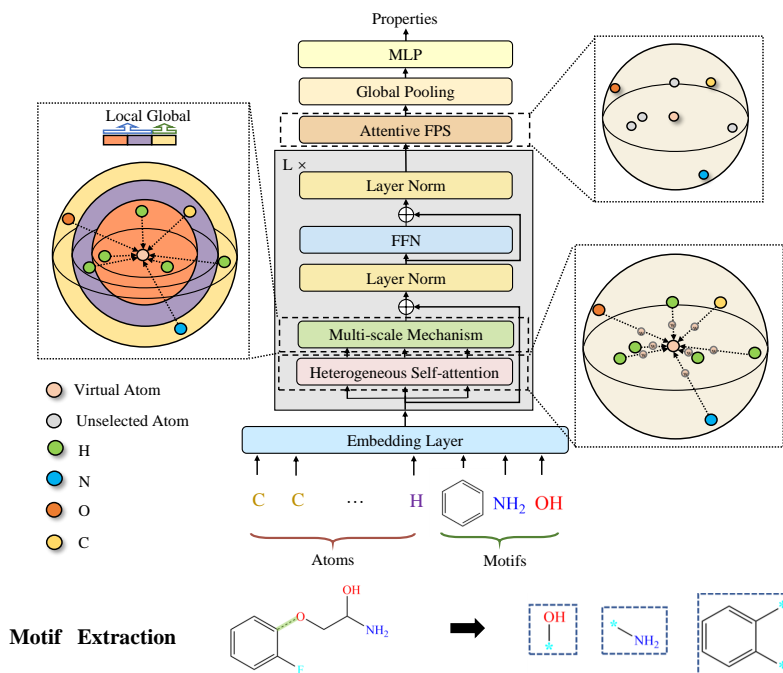 Properties
MLP
Global Pooling
Attentive FPS
L ×
Layer Norm
FFN
Layer Norm
Multi-scale Mechanism
Heterogeneous Self-attention
Embedding Layer
Local Global
Virtual Atom
Unselected Atom
H
N
O
C
C C ... H NH2 OH
Atoms Motifs
Motif Extraction
OH
O
NH2
F
OH
*
*
NH2
*
*